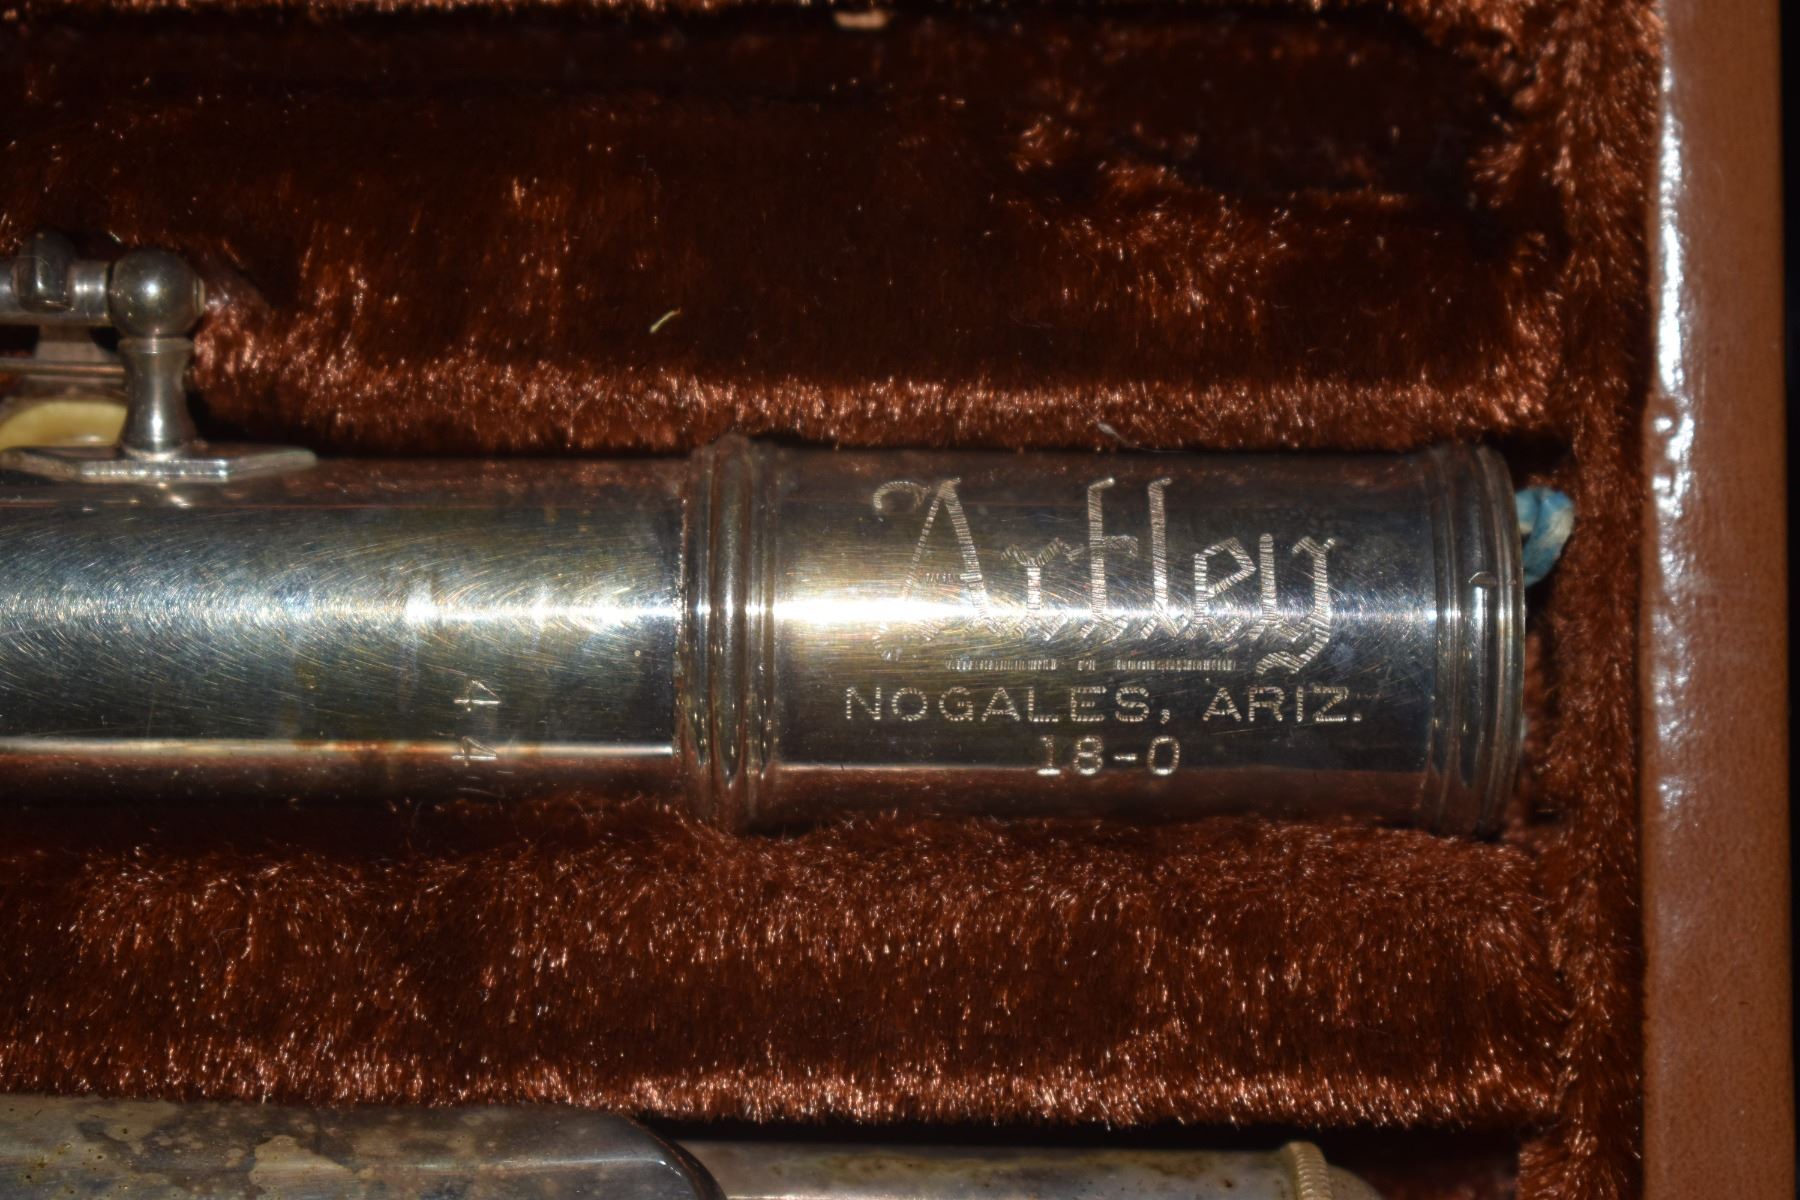 Artley
NOGALES, ARIZ.
18-0